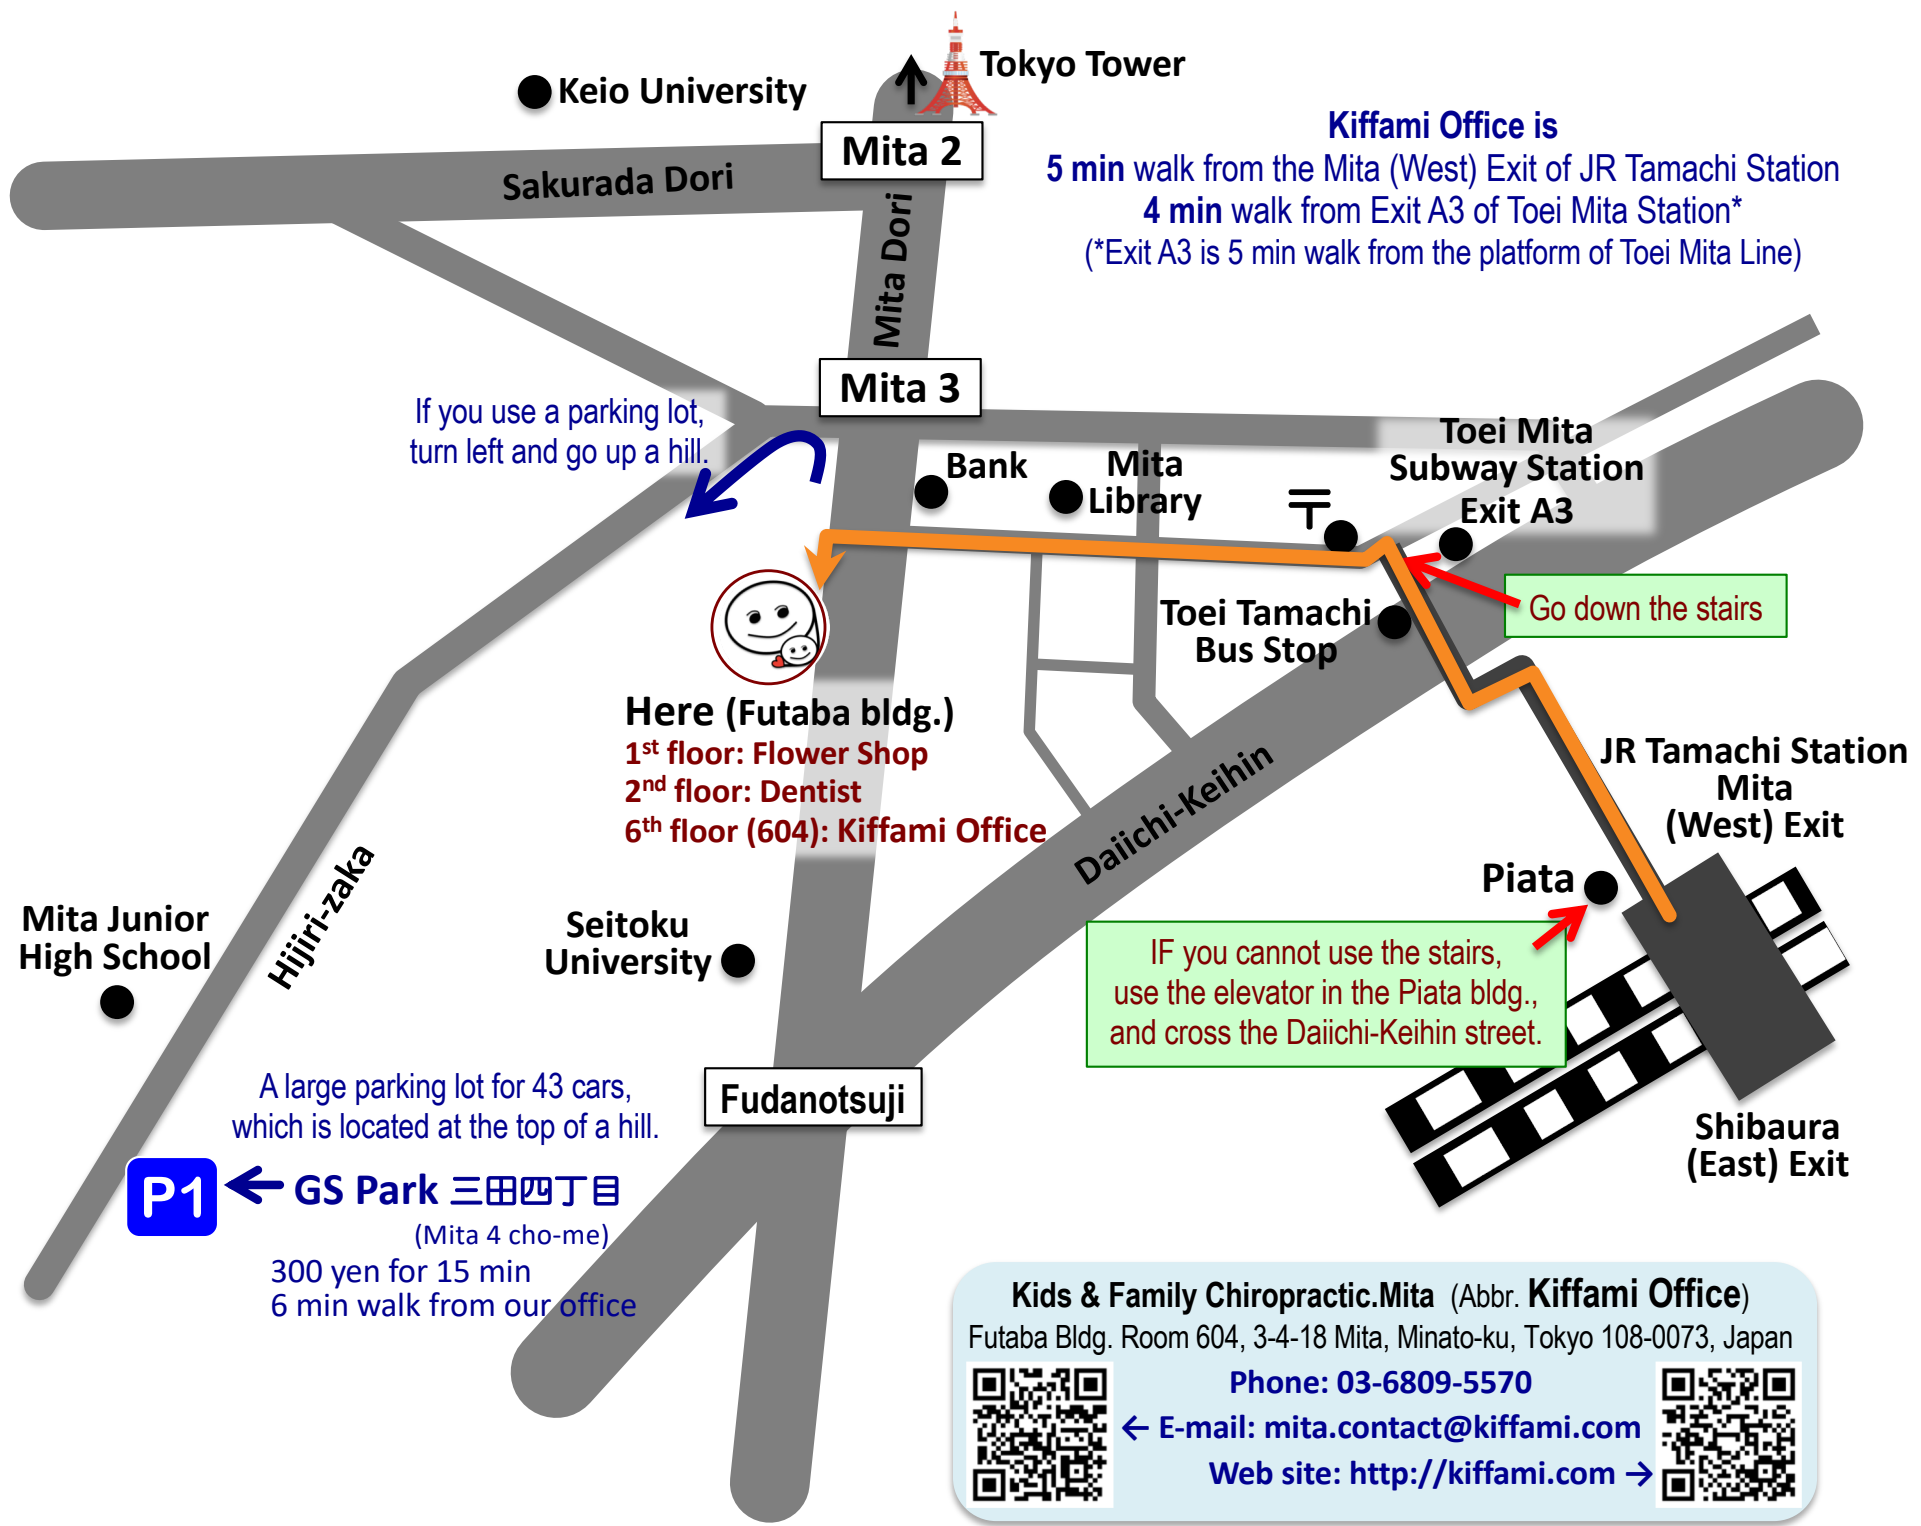 Tokyo Tower
Keio University
Mita 2
Sakurada Dori
Mita Dori
Kiffami Office is
5 min walk from the Mita (West) Exit of JR Tamachi Station
4 min walk from Exit A3 of Toei Mita Station*
(*Exit A3 is 5 min walk from the platform of Toei Mita Line)
Mita 3
If you use a parking lot,
turn left and go up a hill.
Bank
Mita
Library
〒
Toei Mita
Subway Station
Exit A3
Go down the stairs
Toei Tamachi
Bus Stop
Here (Futaba bldg.)
1st floor: Flower Shop
2nd floor: Dentist
6th floor (604): Kiffami Office
Daiichi-Keihin
JR Tamachi Station
Mita
(West) Exit
Piata
IF you cannot use the stairs,
use the elevator in the Piata bldg.,
and cross the Daiichi-Keihin street.
Hijiri-zaka
Mita Junior
High School
Seitoku
University
Fudanotsuji
Shibaura
(East) Exit
A large parking lot for 43 cars,
which is located at the top of a hill.
P1
GS Park 三田四丁目
(Mita 4 cho-me)
300 yen for 15 min
6 min walk from our office
Kids & Family Chiropractic.Mita (Abbr. Kiffami Office)
Futaba Bldg. Room 604, 3-4-18 Mita, Minato-ku, Tokyo 108-0073, Japan
Phone: 03-6809-5570
← E-mail: mita.contact@kiffami.com
Web site: http://kiffami.com →